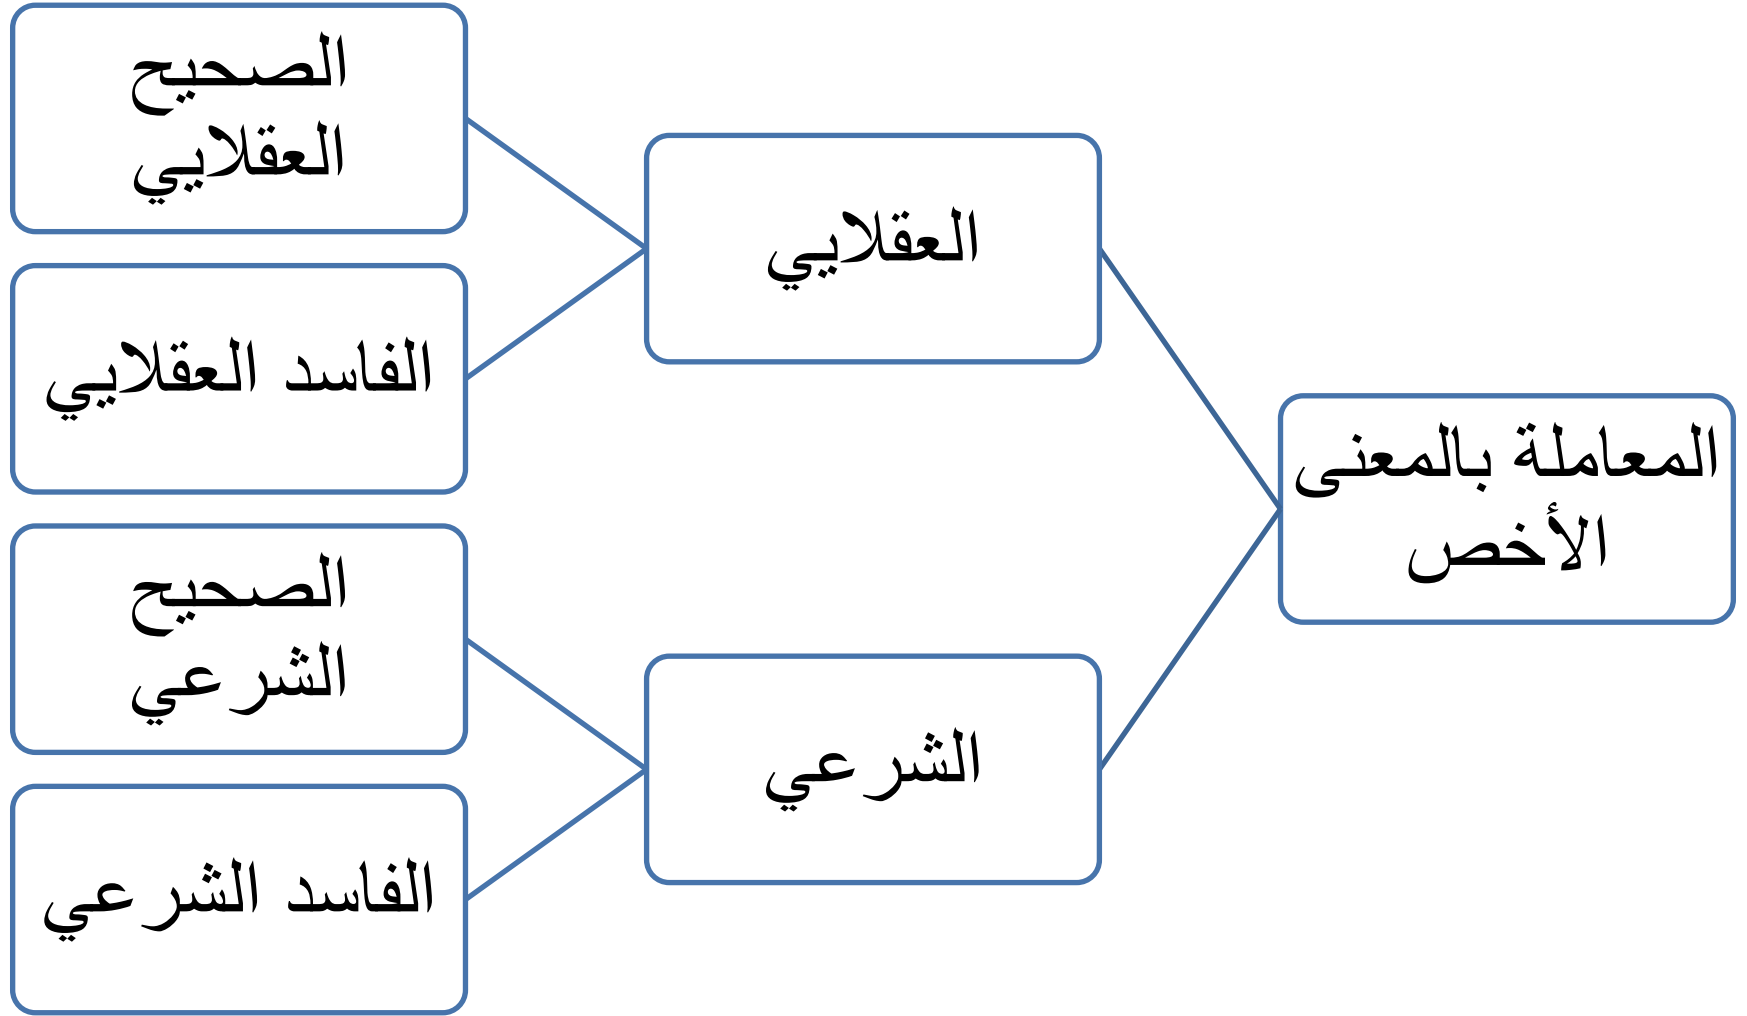 المعاملة بالمعنى
الأخص
العقلايي
الصحيح
العقلايي
الفاسد العقلايي
الشرعي
الصحيح
الشرعي
الفاسد الشرعي